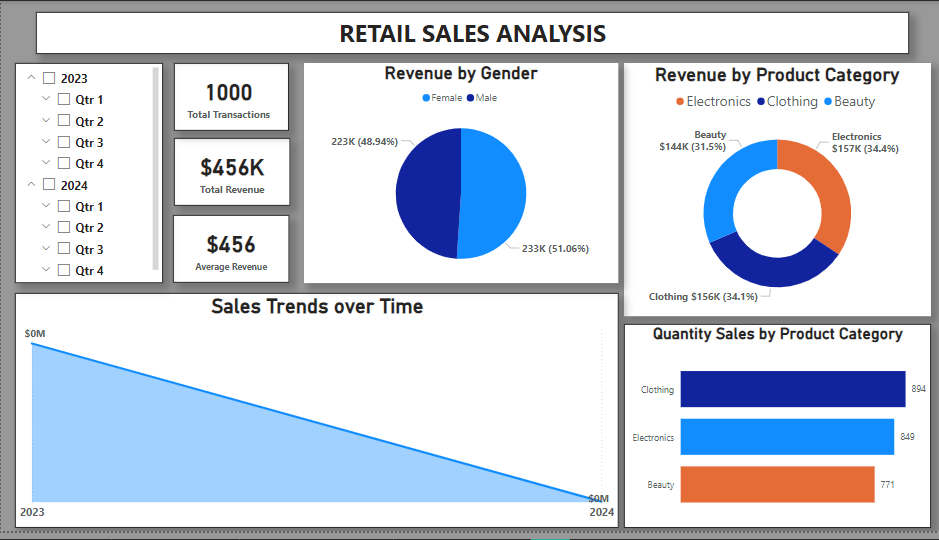 RETAIL SALES ANALYSIS
2023
Qtr 1
Qtr 2
Qtr 3
Qtr 4
2024
Qtr 1
Qtr 2
Qtr 3
Qtr 4
1000
Total Transactions
$456K
Total Revenue
$456
Average Revenue
Revenue by Gender
Female Male
223K (48.94%)
233K (51.06%)
Revenue by Product Category
Electronics Clothing Beauty
Beauty
$144K (31.5%)
Electronics
$157K (34.4%)
Clothing $156K (34.1%)
Sales Trends over Time
$0M
$0M
2023 2024
Quantity Sales by Product Category
Clothing 894
Electronics 849
Beauty 771